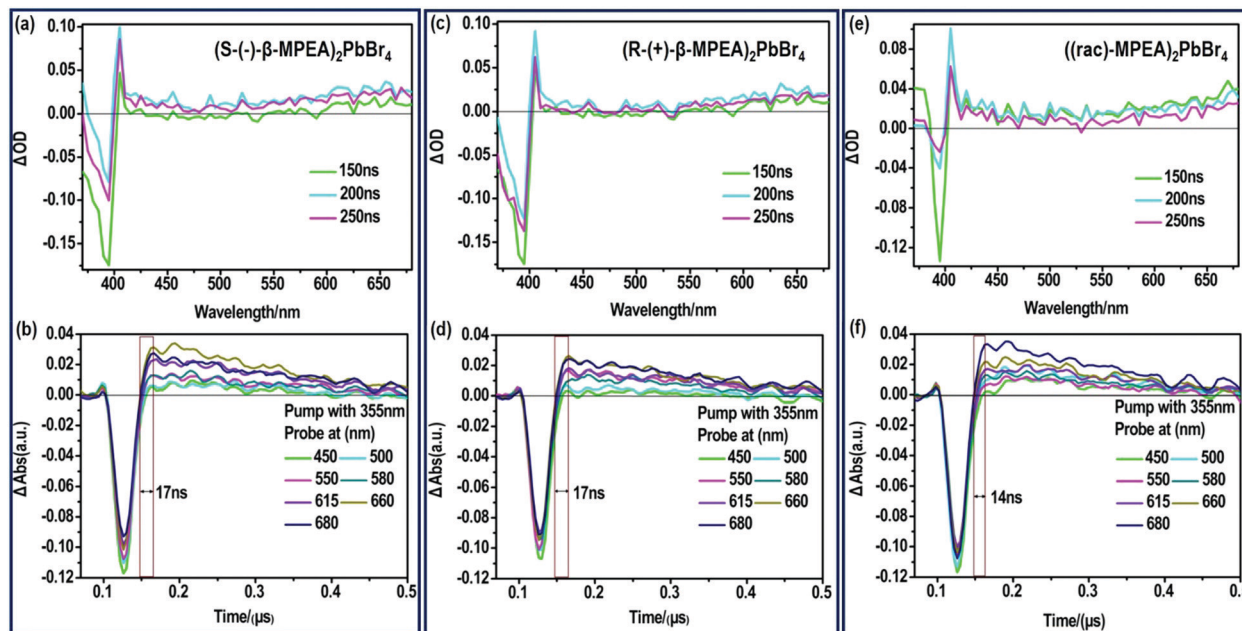 (a)
(S-(-)-β-MPEA)₂PbBr₄
0.10
0.05
0.00
-0.05
-0.10
-0.15
ΔOD
150ns
200ns
250ns
400 450 500 550 600 650
Wavelength/nm
(c)
(R-(+)-β-MPEA)₂PbBr₄
0.10
0.05
0.00
-0.05
-0.10
-0.15
ΔOD
150ns
200ns
250ns
400 450 500 550 600 650
Wavelength/nm
(e)
((rac)-MPEA)₂PbBr₄
0.08
0.04
0.00
-0.04
-0.08
-0.12
ΔOD
150ns
200ns
250ns
400 450 500 550 600 650
Wavelength/nm
(b)
0.04
0.02
0.00
-0.02
-0.04
-0.06
-0.08
-0.10
-0.12
Δ Abs(a.u.)
Pump with 355nm
Probe at (nm)
450 500
550 580
615 660
680
17ns
0.1 0.2 0.3 0.4 0.5
Time/(μs)
(d)
0.04
0.02
0.00
-0.02
-0.04
-0.06
-0.08
-0.10
-0.12
Δ Abs(a.u.)
Pump with 355nm
Probe at (nm)
450 500
550 580
615 660
680
17ns
0.1 0.2 0.3 0.4 0.5
Time/(μs)
(f)
0.04
0.02
0.00
-0.02
-0.04
-0.06
-0.08
-0.10
-0.12
Δ Abs(a.u.)
Pump with 355nm
Probe at (nm)
450 500
550 580
615 660
680
14ns
0.1 0.2 0.3 0.4 0.5
Time/(μs)